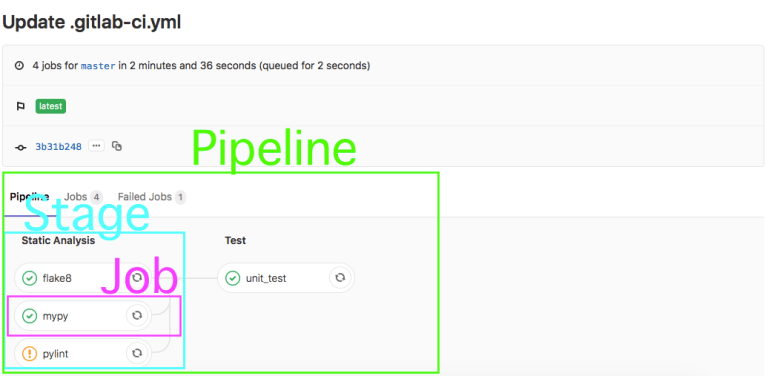 Update .gitlab-ci.yml
4 jobs for master in 2 minutes and 36 seconds (queued for 2 seconds)
latest
3b31b248 ...
Pipeline
Pipeline Jobs 4 Failed Jobs 1
Stage
Static Analysis Test
Job
flake8 unit_test
mypy
pylint